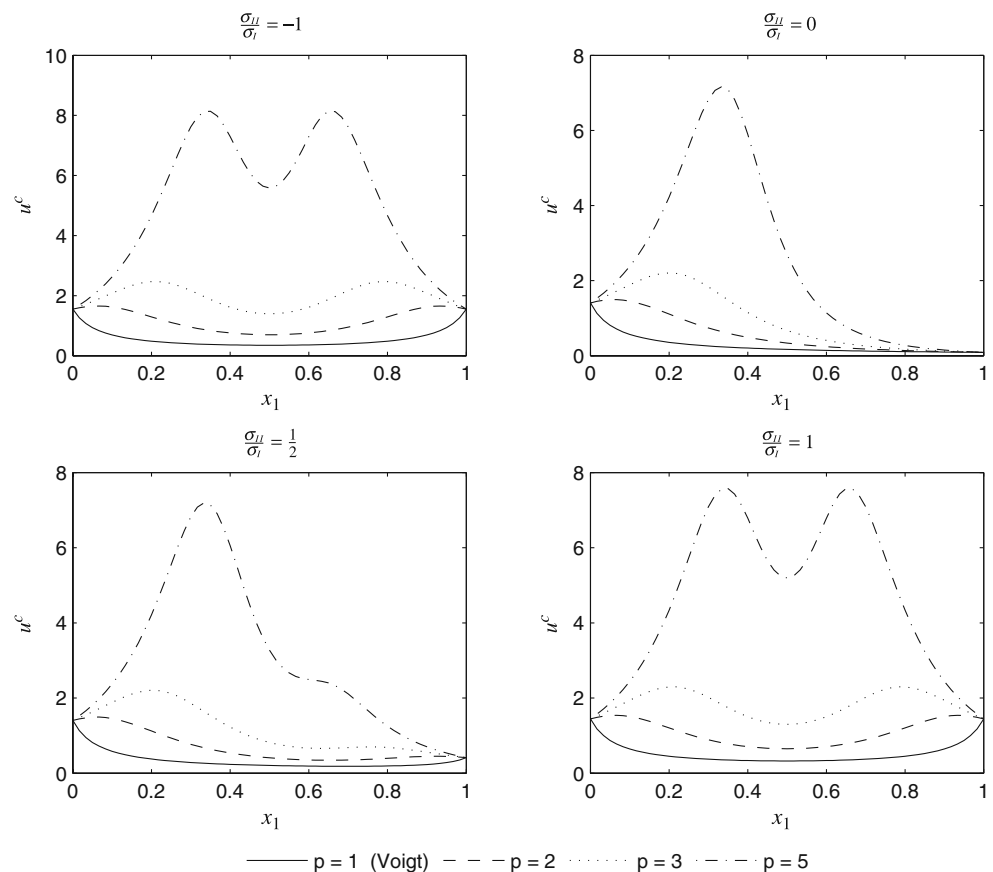 σ_II/σ_I = −1
10
8
6
4
2
0
u^c
0 0.2 0.4 0.6 0.8 1
x_1
σ_II/σ_I = 0
8
6
4
2
0
u^c
0 0.2 0.4 0.6 0.8 1
x_1
σ_II/σ_I = 1/2
8
6
4
2
0
u^c
0 0.2 0.4 0.6 0.8 1
x_1
σ_II/σ_I = 1
8
6
4
2
0
u^c
0 0.2 0.4 0.6 0.8 1
x_1
p = 1 (Voigt) p = 2 p = 3 p = 5